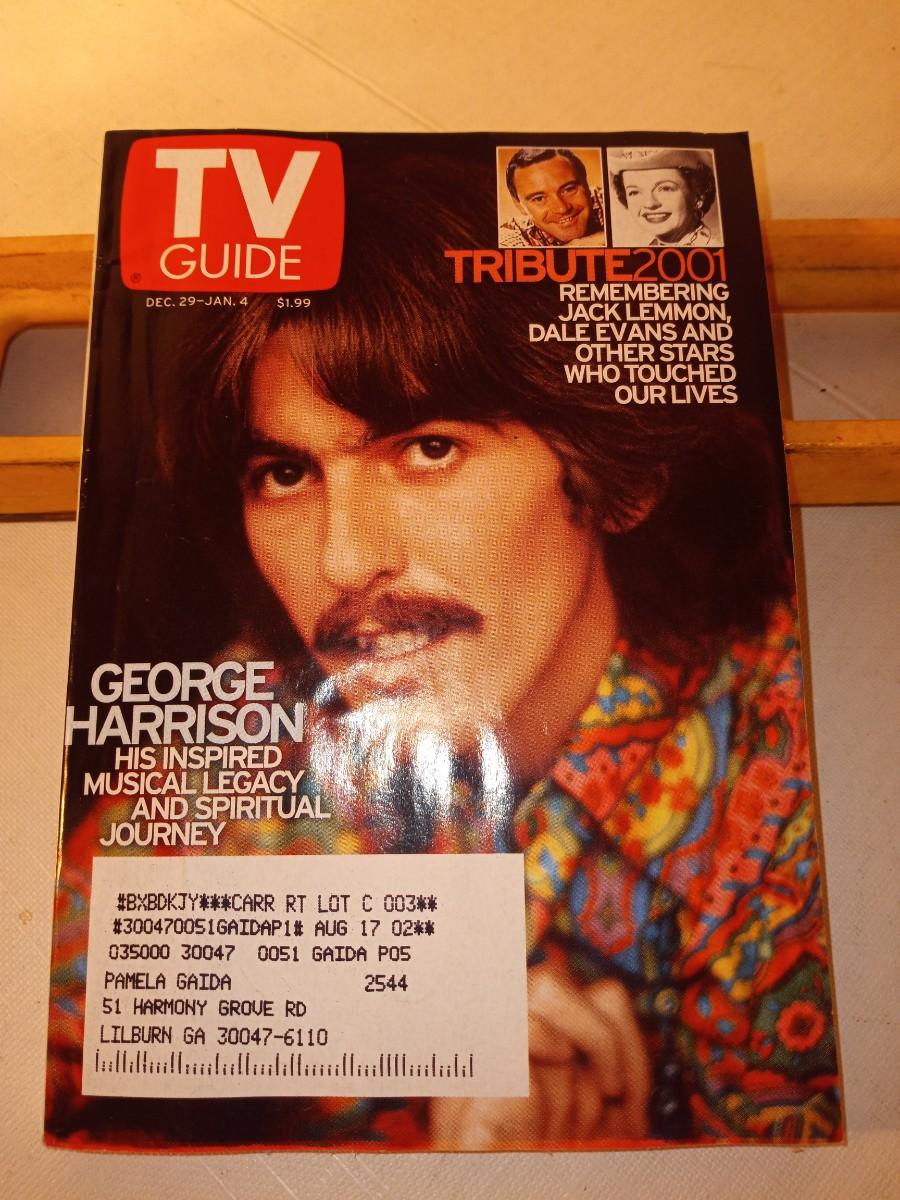 TV
GUIDE
®
DEC. 29–JAN. 4 $1.99
TRIBUTE2001
REMEMBERING
JACK LEMMON,
DALE EVANS AND
OTHER STARS
WHO TOUCHED
OUR LIVES
GEORGE
HARRISON
HIS INSPIRED
MUSICAL LEGACY
AND SPIRITUAL
JOURNEY
#BXBDKJY***CARR RT LOT C 003**
#300470051GAIDAP1# AUG 17 02**
035000 30047 0051 GAIDA P05
PAMELA GAIDA 2544
51 HARMONY GROVE RD
LILBURN GA 30047-6110